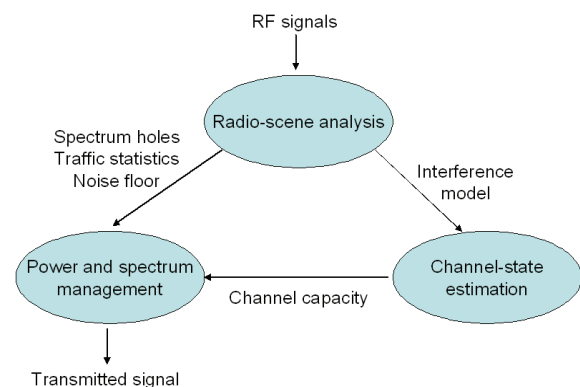 RF signals
Radio-scene analysis
Spectrum holes
Traffic statistics
Noise floor
Interference
model
Power and spectrum
management
Channel capacity
Channel-state
estimation
Transmitted signal